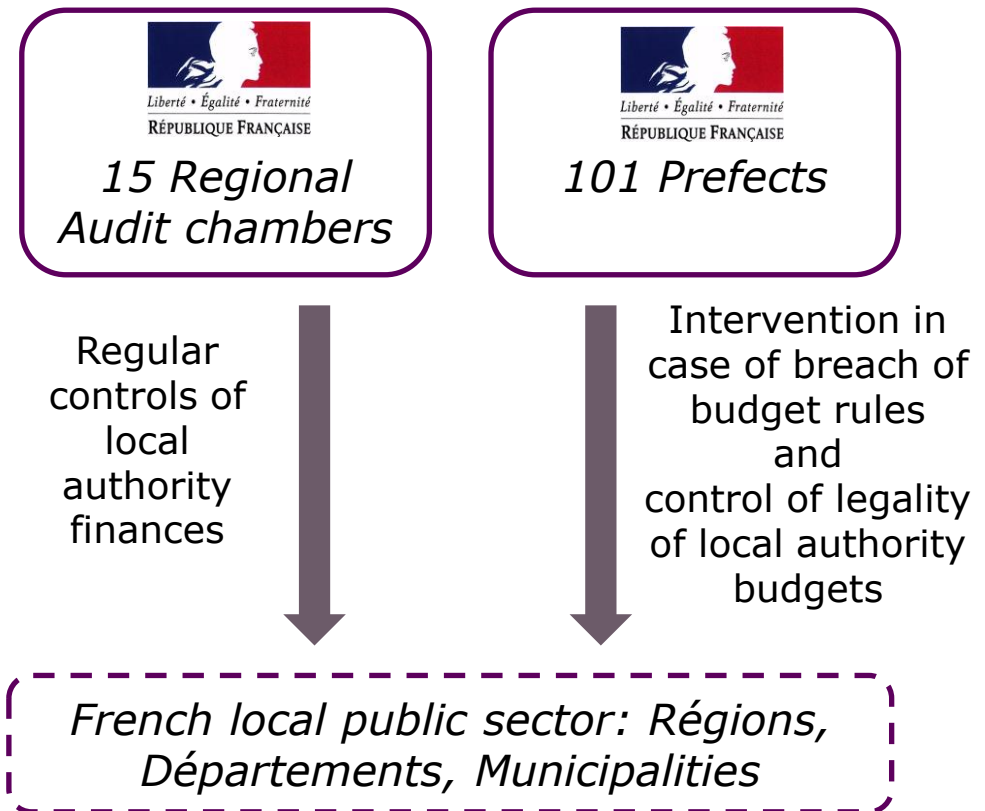 Liberté • Égalité • Fraternité
RÉPUBLIQUE FRANÇAISE
15 Regional
Audit chambers
Liberté • Égalité • Fraternité
RÉPUBLIQUE FRANÇAISE
101 Prefects
Regular
controls of
local
authority
finances
Intervention in
case of breach of
budget rules
and
control of legality
of local authority
budgets
French local public sector: Régions,
Départements, Municipalities